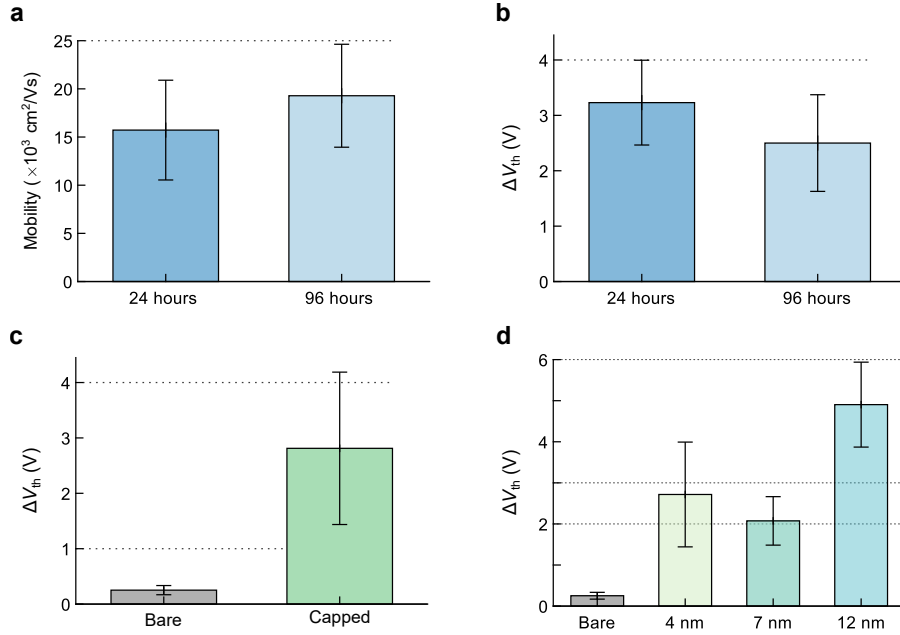 a
25
20
15
10
5
0
Mobility (×10³ cm²/Vs)
24 hours
96 hours
b
4
3
2
1
0
ΔVth (V)
24 hours
96 hours
c
4
3
2
1
0
ΔVth (V)
Bare
Capped
d
6
4
2
0
ΔVth (V)
Bare
4 nm
7 nm
12 nm